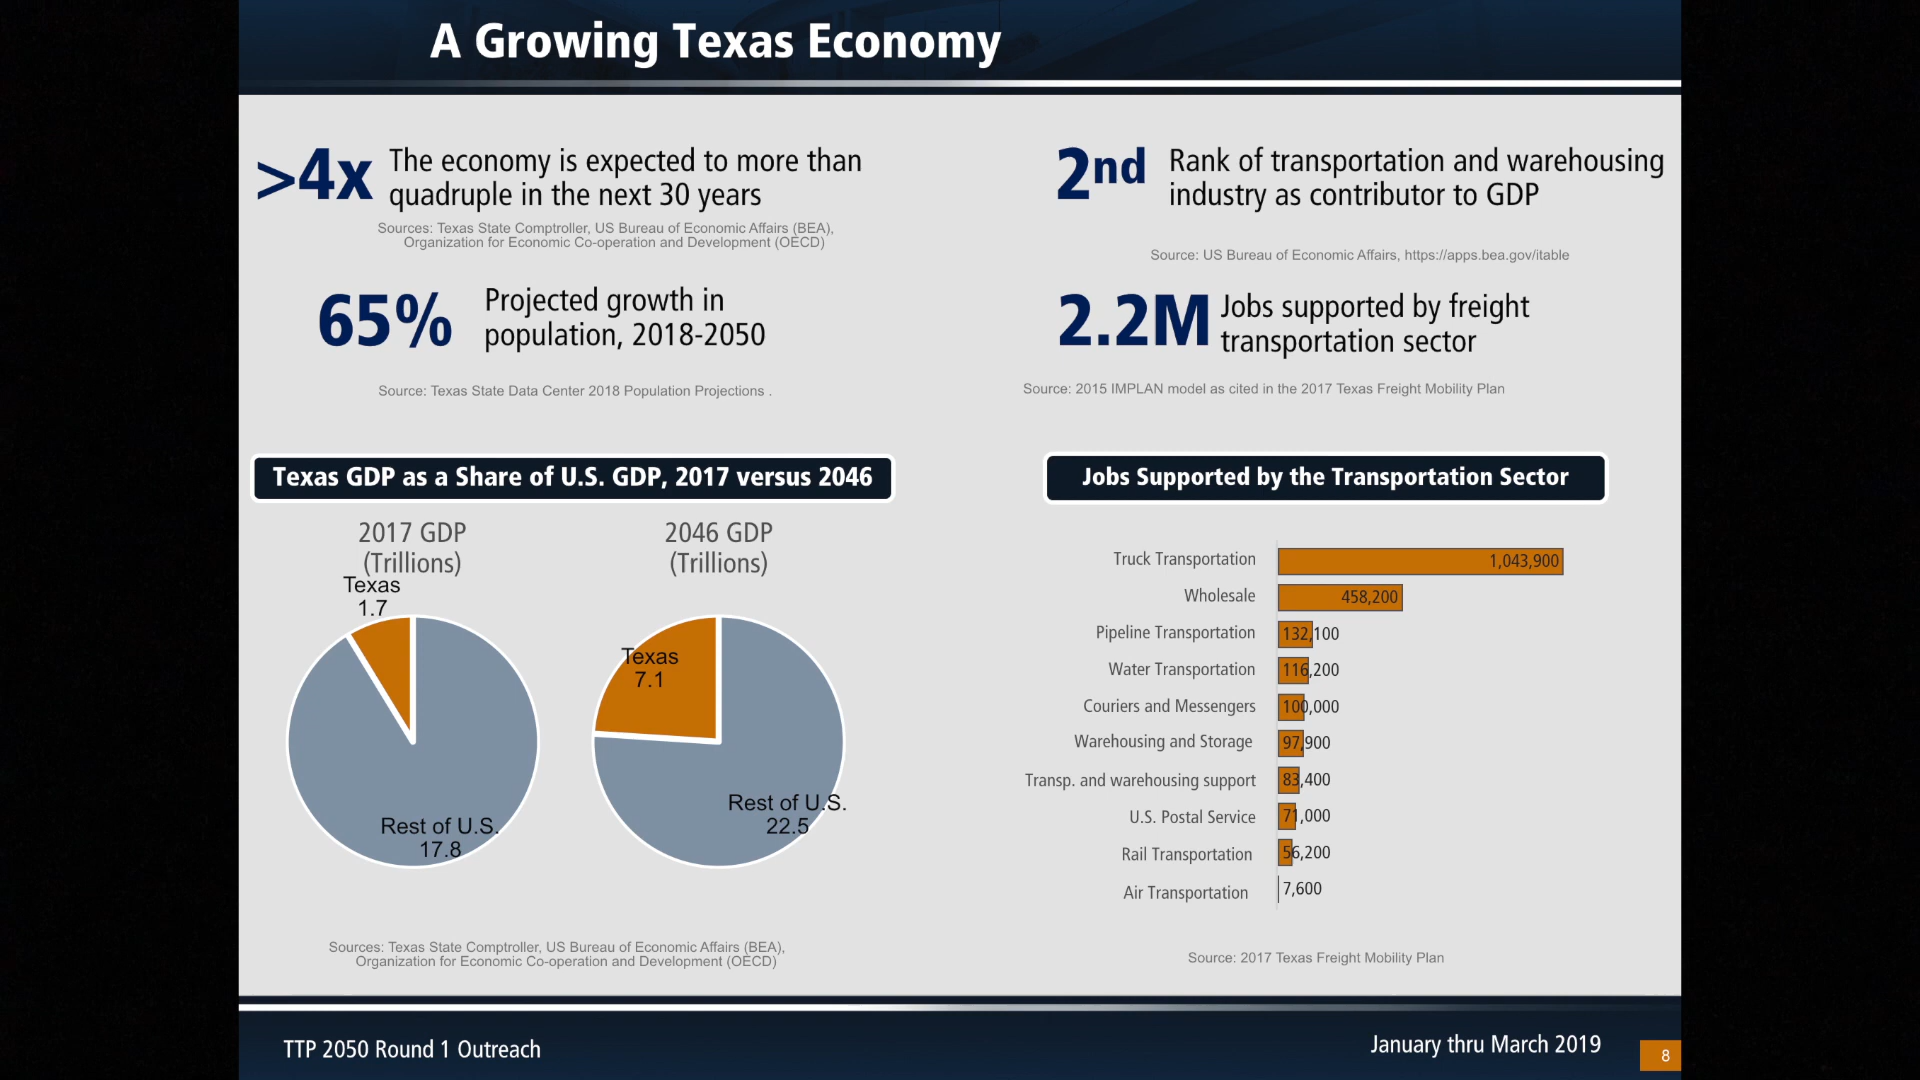 A Growing Texas Economy
>4x
The economy is expected to more than
quadruple in the next 30 years
Sources: Texas State Comptroller, US Bureau of Economic Affairs (BEA),
Organization for Economic Co-operation and Development (OECD)
2nd
Rank of transportation and warehousing
industry as contributor to GDP
Source: US Bureau of Economic Affairs, https://apps.bea.gov/itable
65%
Projected growth in
population, 2018-2050
Source: Texas State Data Center 2018 Population Projections .
2.2M
Jobs supported by freight
transportation sector
Source: 2015 IMPLAN model as cited in the 2017 Texas Freight Mobility Plan
Texas GDP as a Share of U.S. GDP, 2017 versus 2046
2017 GDP
(Trillions)
Texas
1.7
Rest of U.S.
17.8
2046 GDP
(Trillions)
Texas
7.1
Rest of U.S.
22.5
Sources: Texas State Comptroller, US Bureau of Economic Affairs (BEA),
Organization for Economic Co-operation and Development (OECD)
Jobs Supported by the Transportation Sector
Truck Transportation 1,043,900
Wholesale 458,200
Pipeline Transportation 132,100
Water Transportation 116,200
Couriers and Messengers 100,000
Warehousing and Storage 97,900
Transp. and warehousing support 83,400
U.S. Postal Service 71,000
Rail Transportation 56,200
Air Transportation 7,600
Source: 2017 Texas Freight Mobility Plan
TTP 2050 Round 1 Outreach
January thru March 2019
8